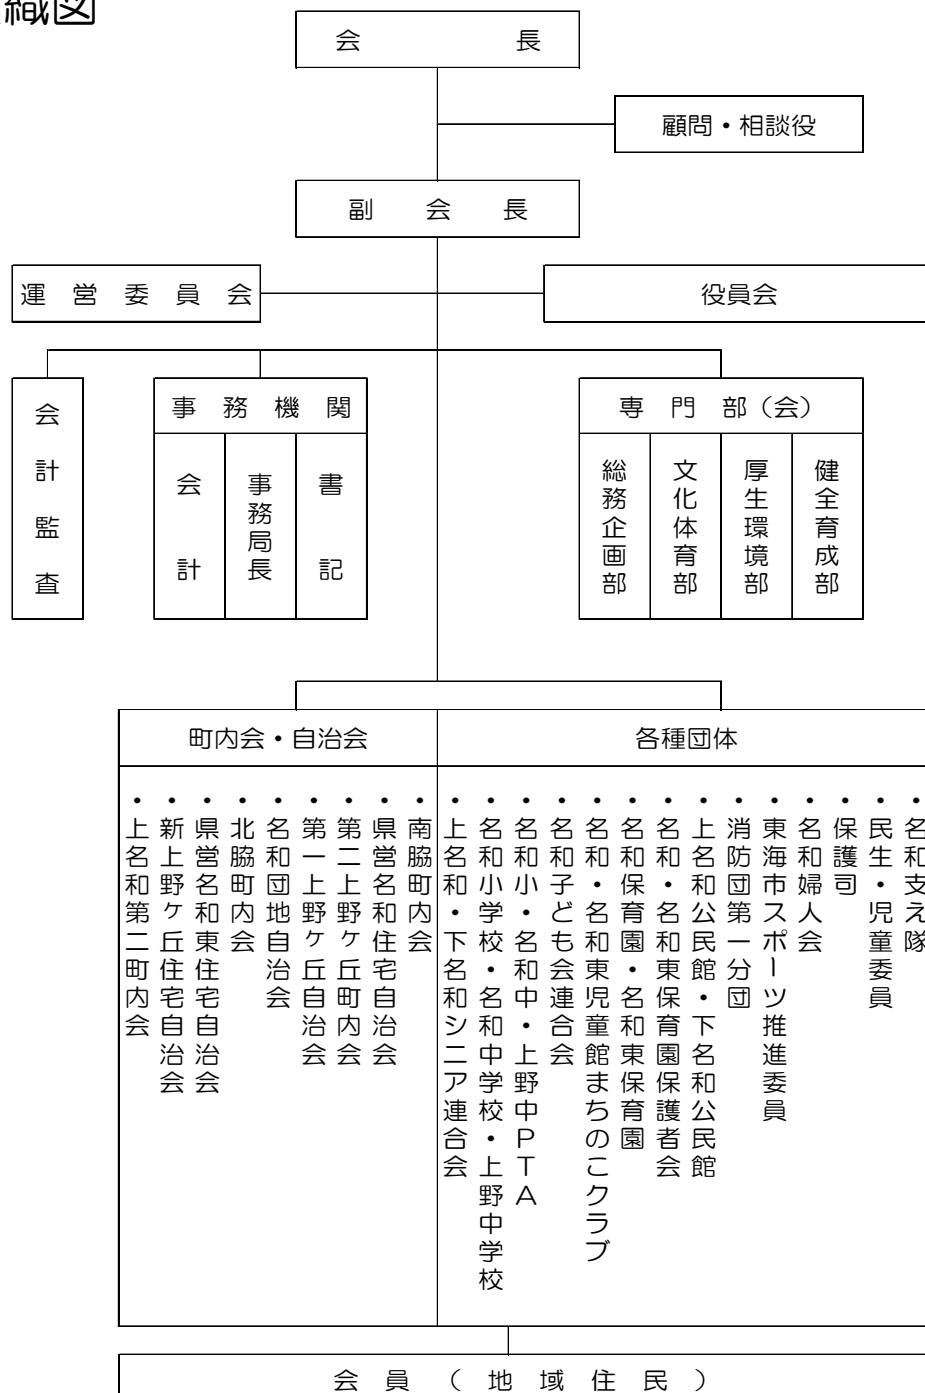 織図
会長
顧問・相談役
副会長
運営委員会
役員会
会計監査
事務機関
会計
事務局長
書記
専門部（会）
総務企画部
文化体育部
厚生環境部
健全育成部
町内会・自治会
各種団体
・上名和第二町内会
・新上野ケ丘住宅自治会
・県営名和東住宅自治会
・北脇町内会
・名和団地自治会
・第一上野ケ丘自治会
・第二上野ケ丘町内会
・県営名和住宅自治会
・南脇町内会
・上名和・下名和シニア連合会
・名和小学校・名和中学校・上野中学校
・名和小・名和中・上野中PTA
・名和子ども会連合会
・名和・名和東児童館まちのこクラブ
・名和保育園・名和東保育園
・名和・名和東保育園保護者会
・上名和公民館・下名和公民館
・消防団第一分団
・東海市スポーツ推進委員
・名和婦人会
・保護司
・民生・児童委員
・名和支え隊
会員（地域住民）